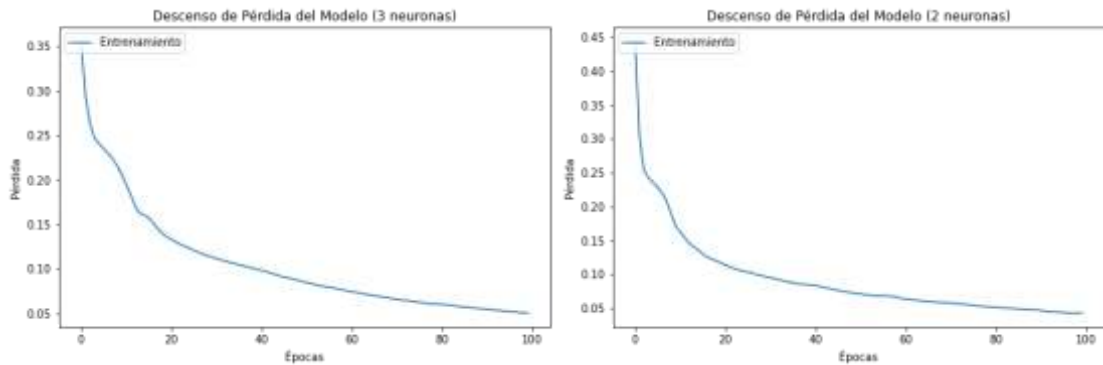 Descenso de Pérdida del Modelo (3 neuronas)
Entrenamiento
0.35
0.30
0.25
0.20
0.15
0.10
0.05
Pérdida
0 20 40 60 80 100
Épocas
Descenso de Pérdida del Modelo (2 neuronas)
Entrenamiento
0.45
0.40
0.35
0.30
0.25
0.20
0.15
0.10
0.05
Pérdida
0 20 40 60 80 100
Épocas